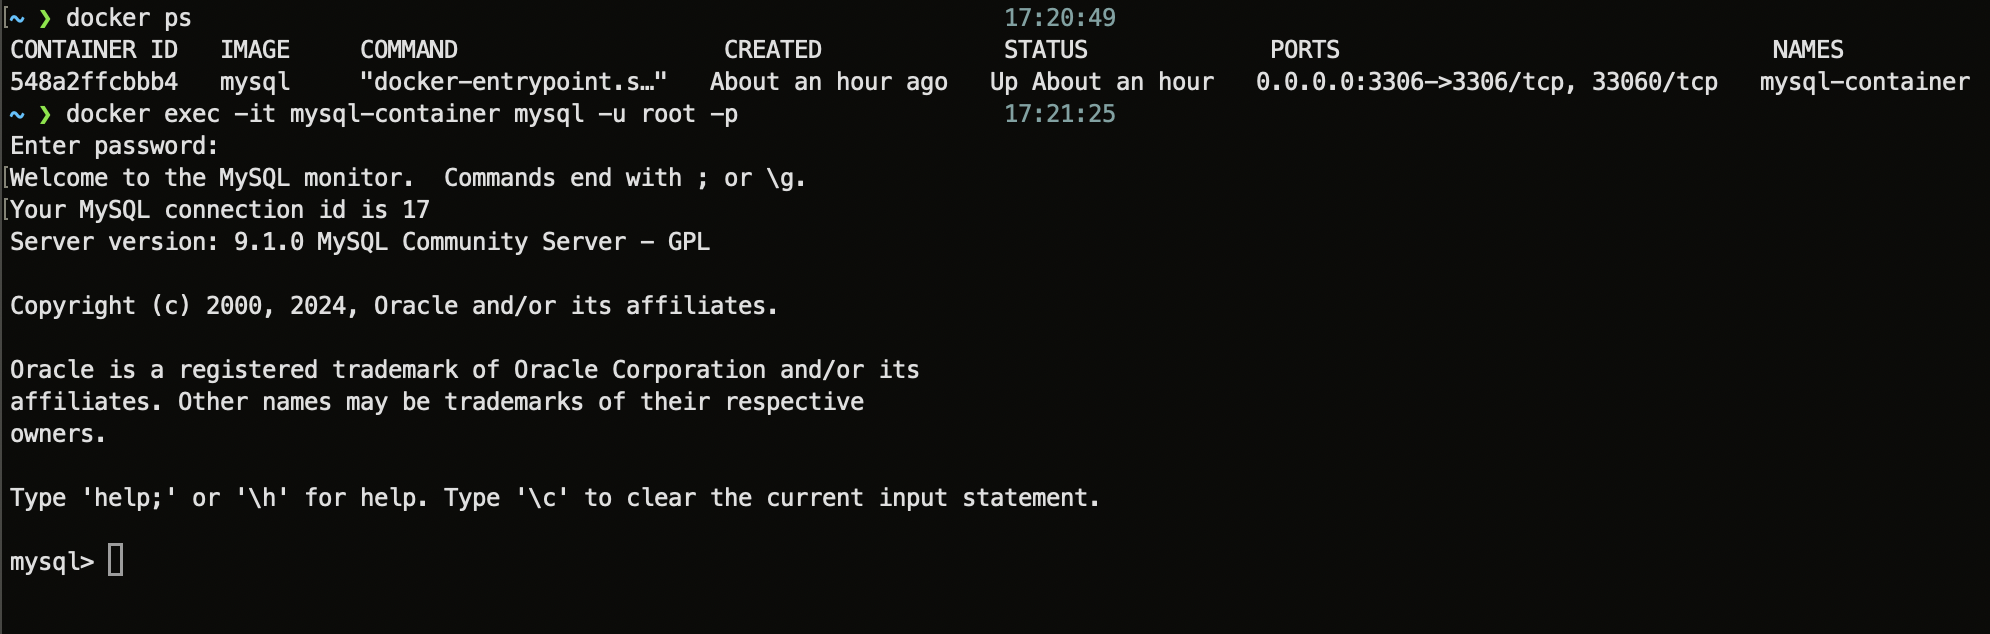 ~ ❯ docker ps 17:20:49
CONTAINER ID   IMAGE     COMMAND                   CREATED             STATUS             PORTS                               NAMES
548a2ffcbbb4   mysql     "docker-entrypoint.s…"   About an hour ago   Up About an hour   0.0.0.0:3306->3306/tcp, 33060/tcp   mysql-container
~ ❯ docker exec -it mysql-container mysql -u root -p 17:21:25
Enter password:
Welcome to the MySQL monitor.  Commands end with ; or \g.
Your MySQL connection id is 17
Server version: 9.1.0 MySQL Community Server - GPL
Copyright (c) 2000, 2024, Oracle and/or its affiliates.
Oracle is a registered trademark of Oracle Corporation and/or its
affiliates. Other names may be trademarks of their respective
owners.
Type 'help;' or '\h' for help. Type '\c' to clear the current input statement.
mysql>